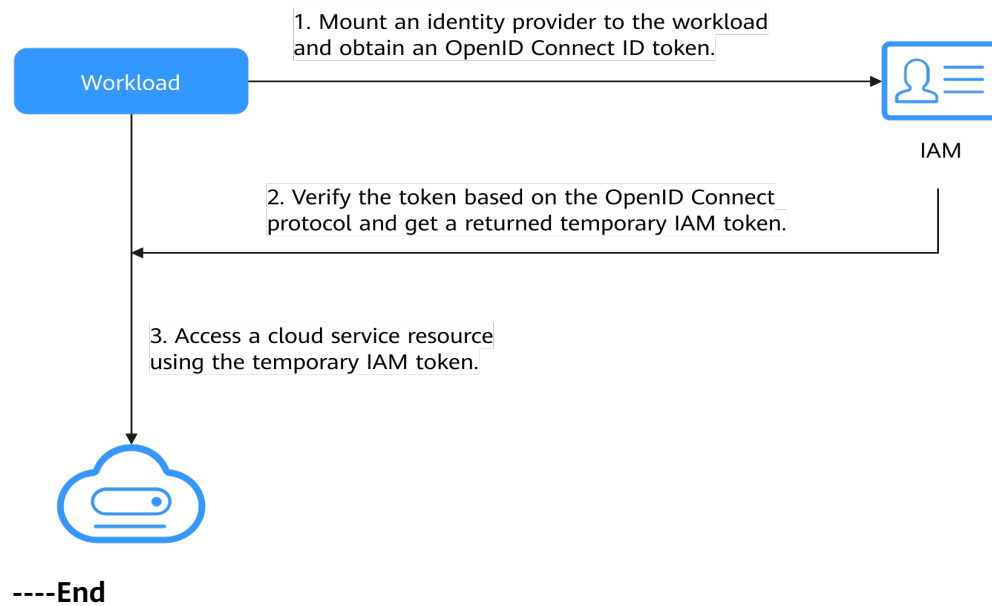 1. Mount an identity provider to the workload
and obtain an OpenID Connect ID token.
Workload
IAM
2. Verify the token based on the OpenID Connect
protocol and get a returned temporary IAM token.
3. Access a cloud service resource
using the temporary IAM token.
----End